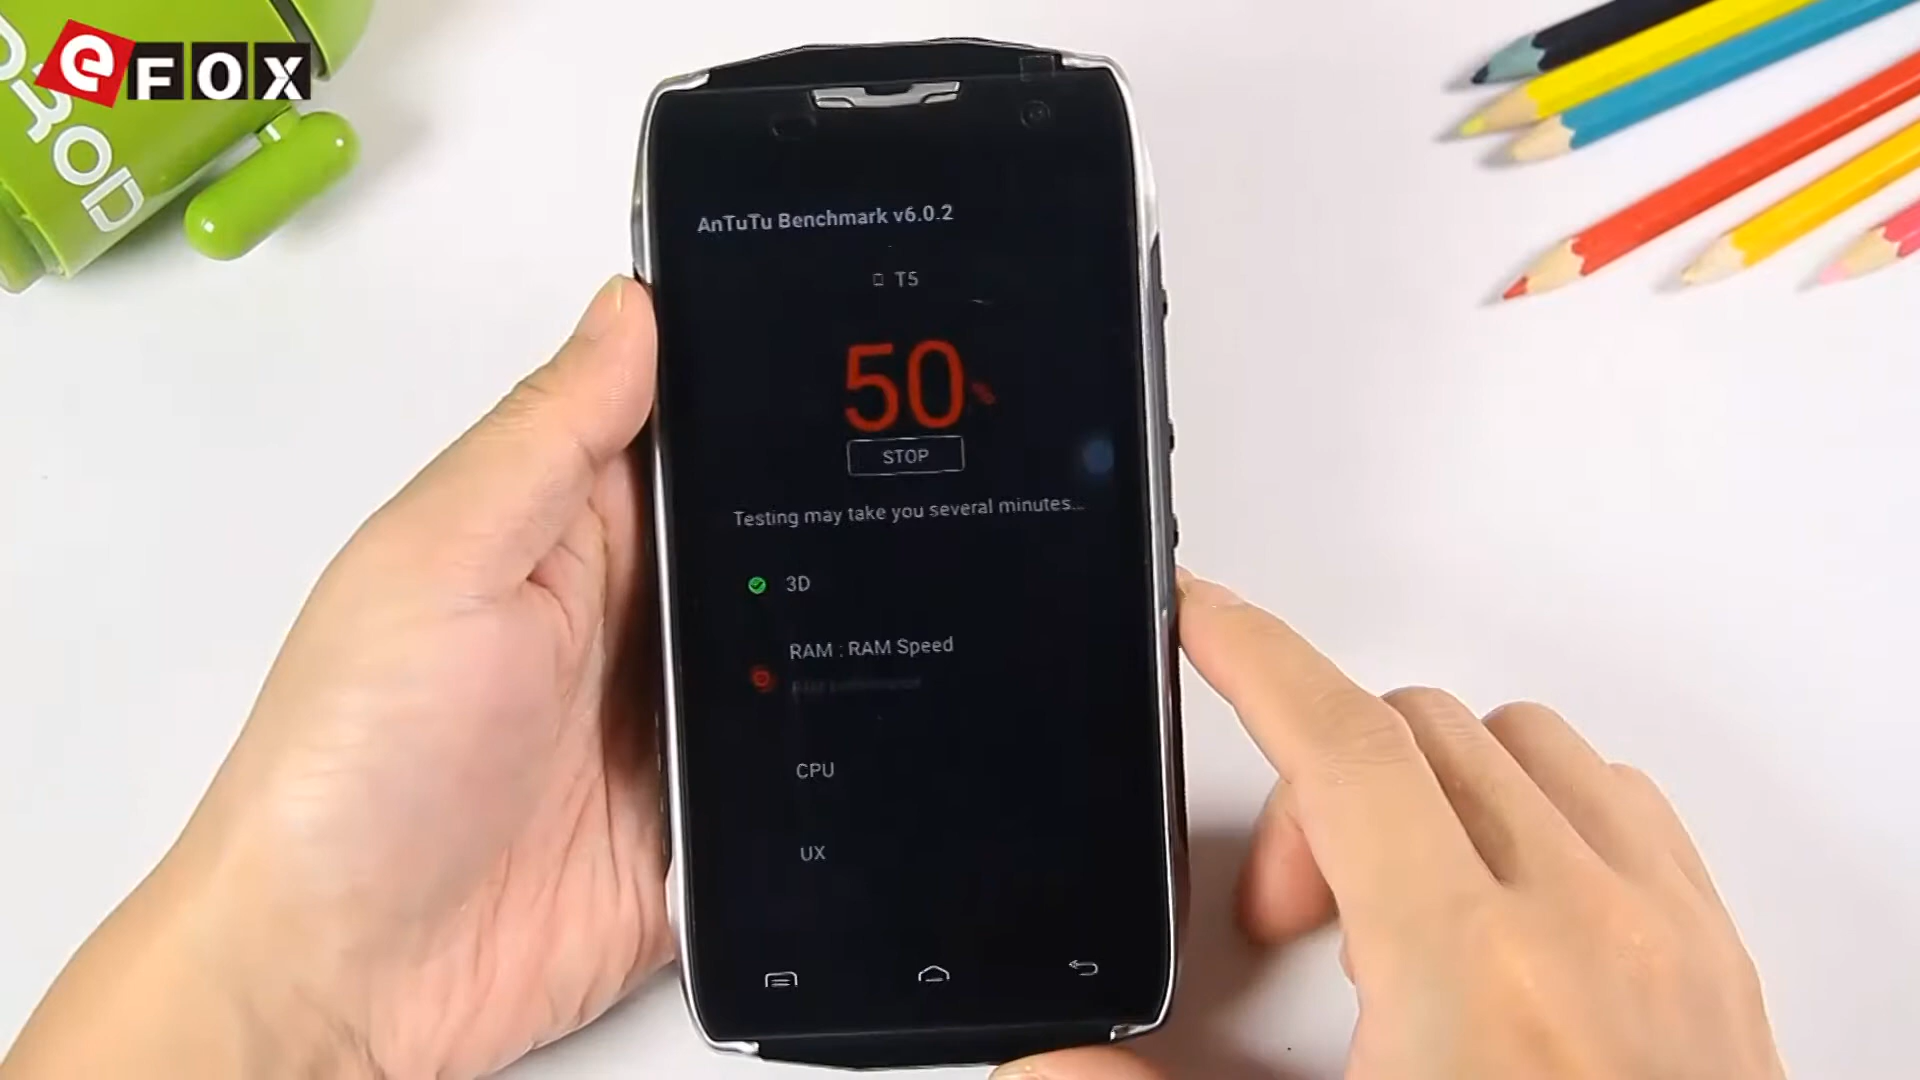 eFOX
DROID
AnTuTu Benchmark v6.0.2
T5
50%
STOP
Testing may take you several minutes...
3D
RAM : RAM Speed
CPU
UX